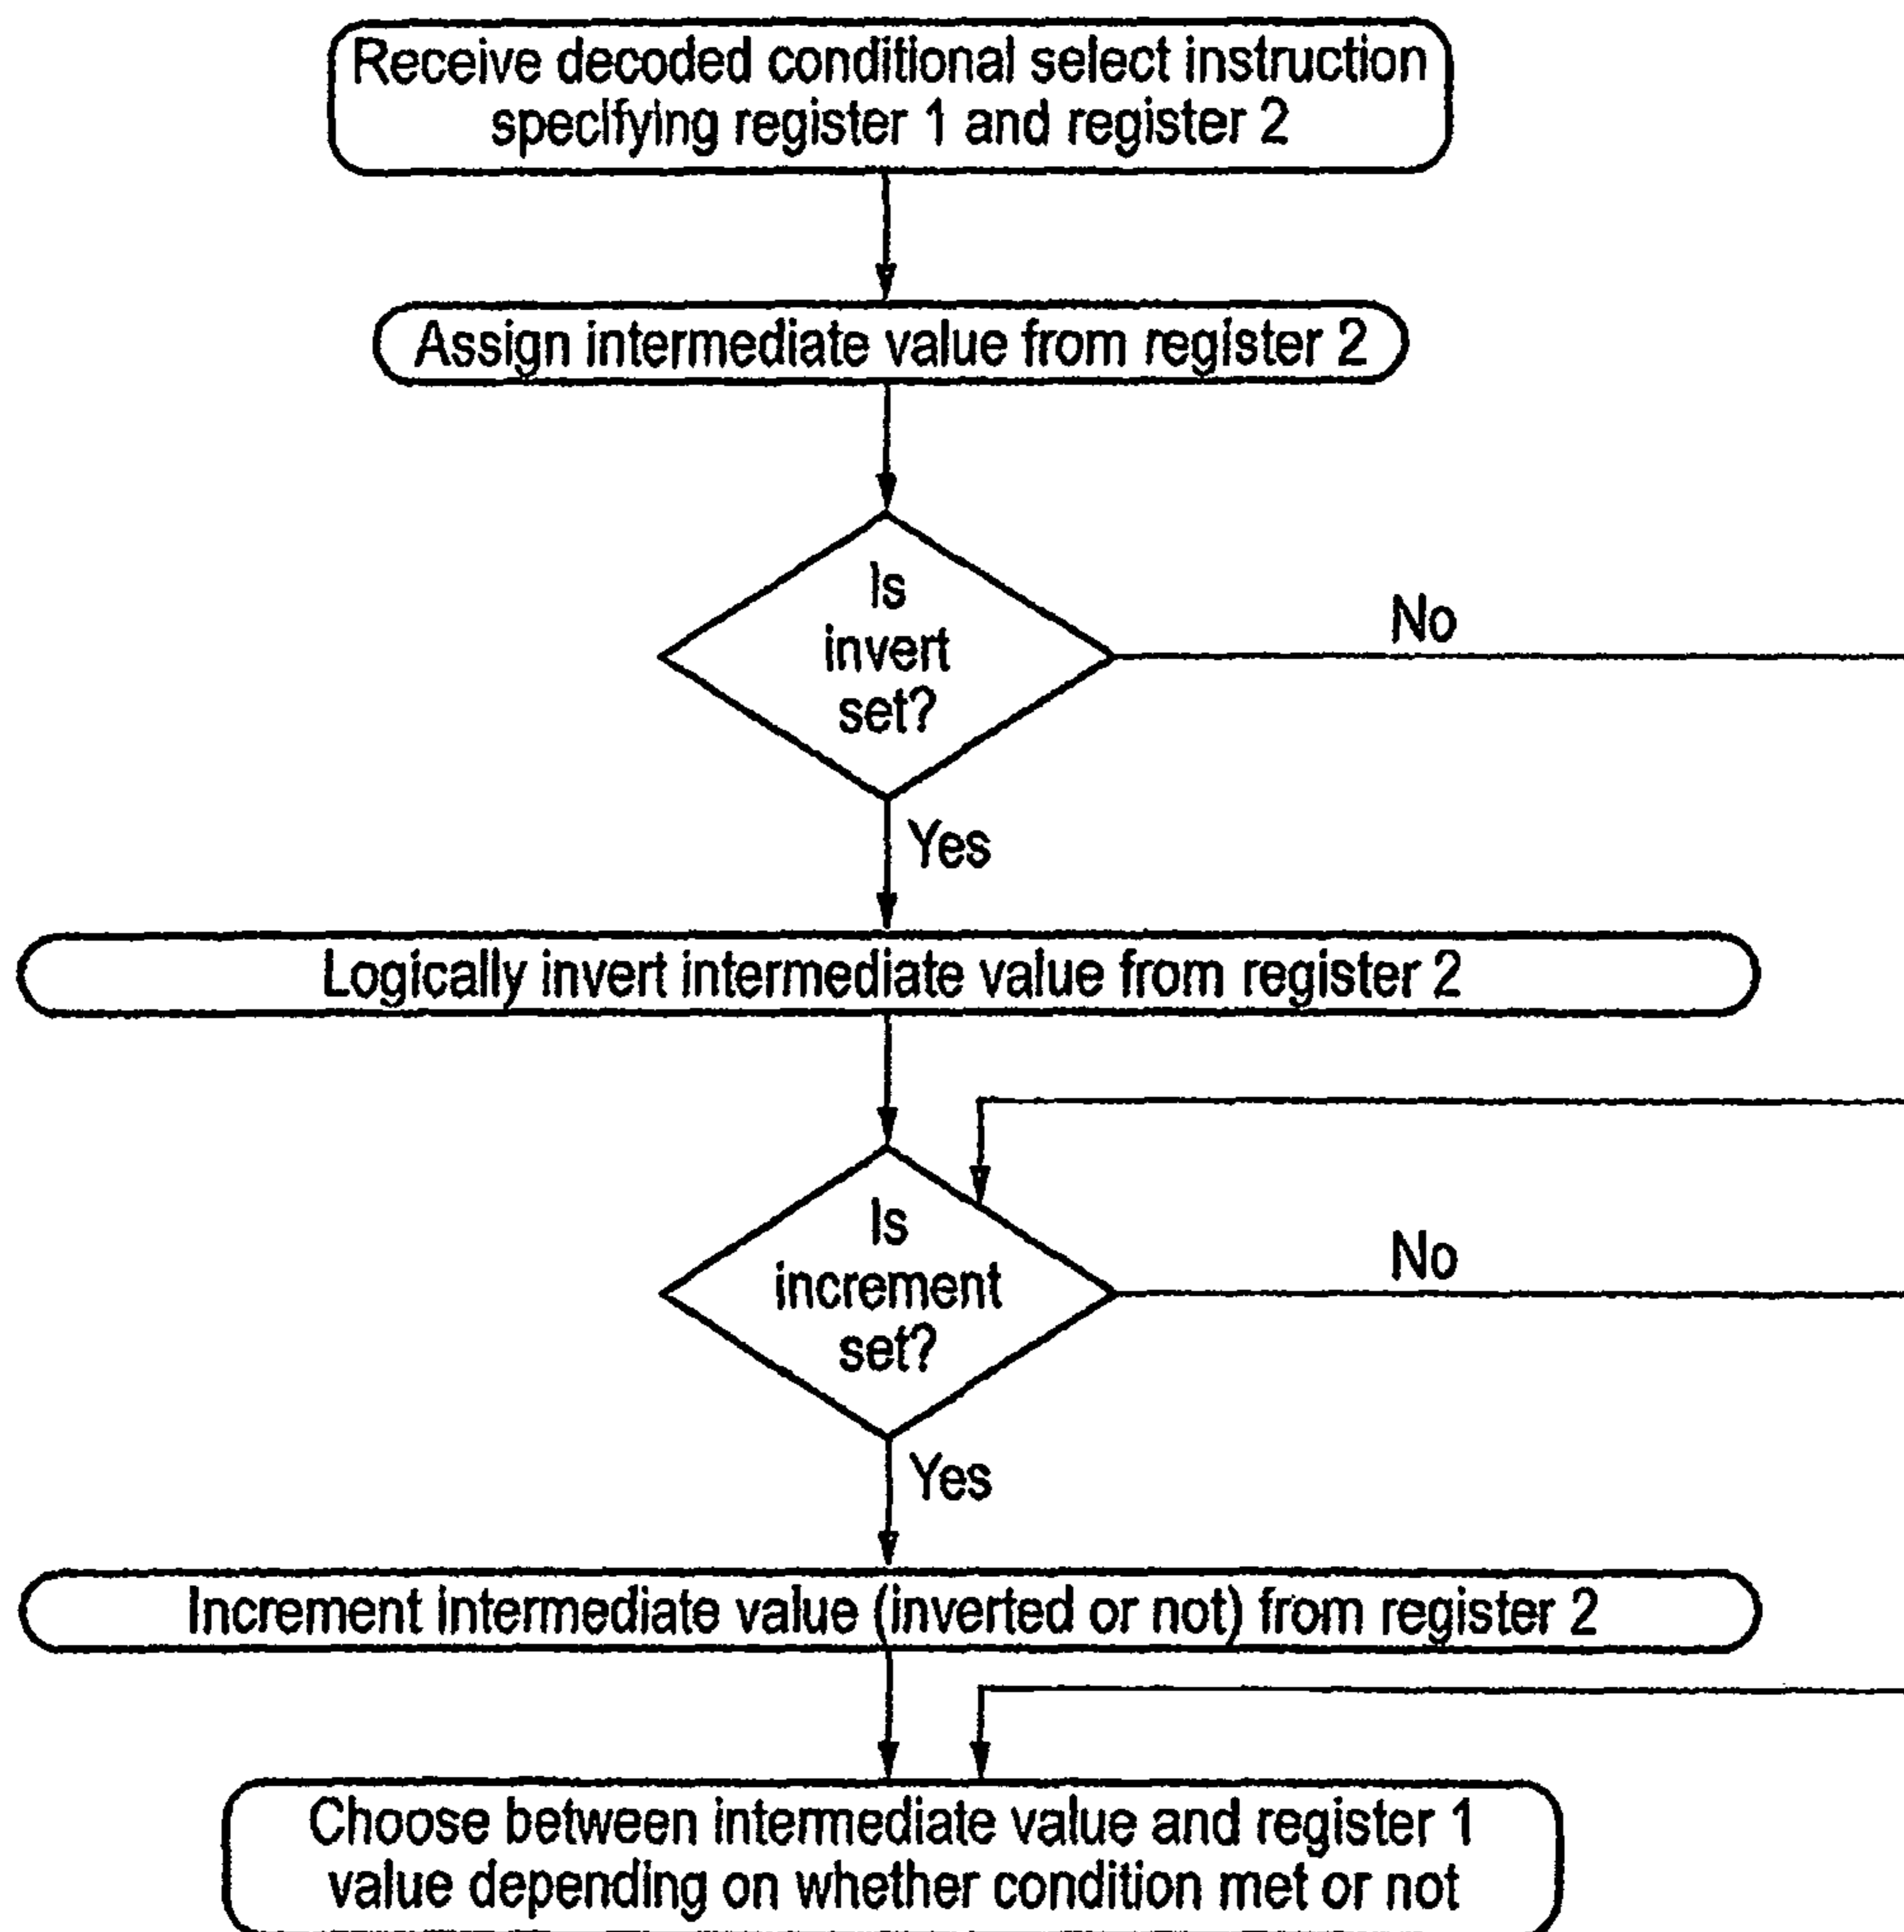 Receive decoded conditional select instruction
specifying register 1 and register 2
Assign intermediate value from register 2
Is
invert
set?
No
Yes
Logically invert intermediate value from register 2
Is
increment
set?
No
Yes
Increment intermediate value (inverted or not) from register 2
Choose between intermediate value and register 1
value depending on whether condition met or not